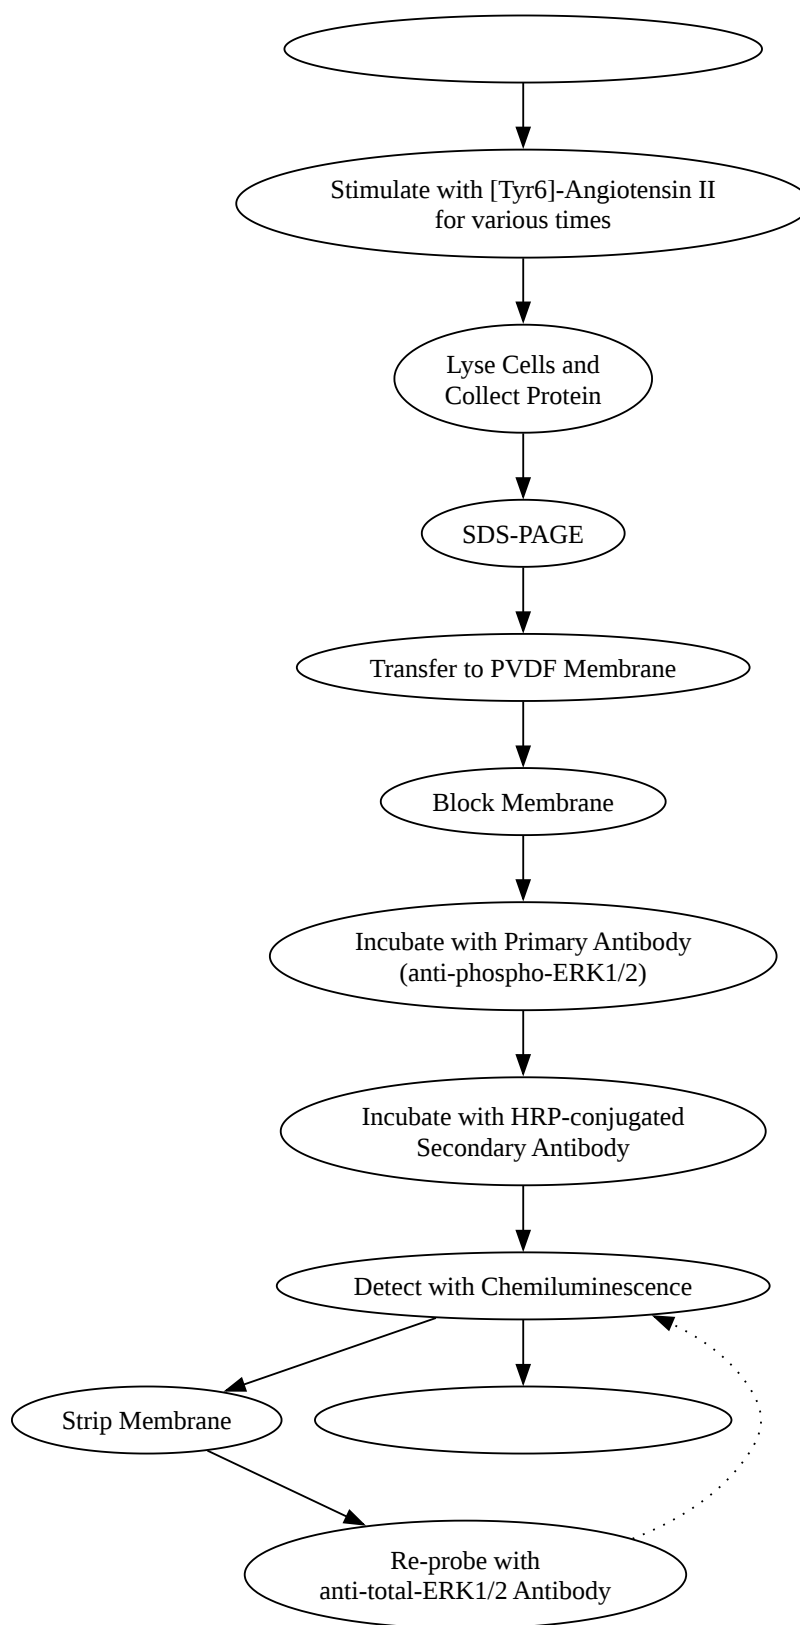 Stimulate with [Tyr6]-Angiotensin II
for various times
Lyse Cells and
Collect Protein
SDS-PAGE
Transfer to PVDF Membrane
Block Membrane
Incubate with Primary Antibody
(anti-phospho-ERK1/2)
Incubate with HRP-conjugated
Secondary Antibody
Detect with Chemiluminescence
Strip Membrane
Re-probe with
anti-total-ERK1/2 Antibody